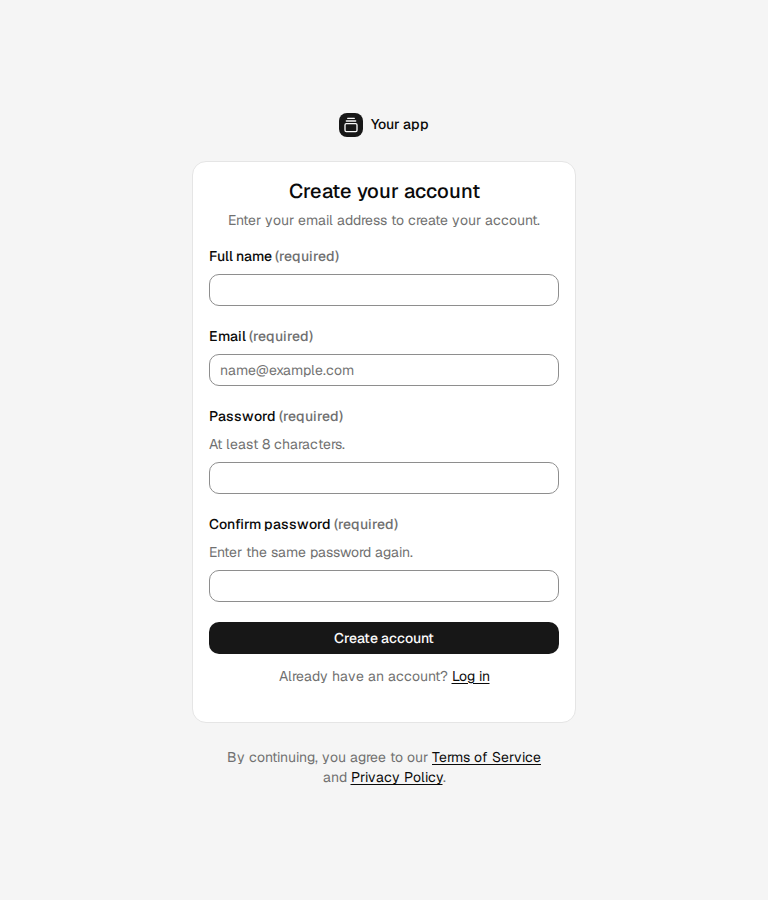 Your app
Create your account
Enter your email address to create your account.
Full name (required)
Email (required)
name@example.com
Password (required)
At least 8 characters.
Confirm password (required)
Enter the same password again.
Create account
Already have an account? Log in
By continuing, you agree to our Terms of Service
and Privacy Policy.